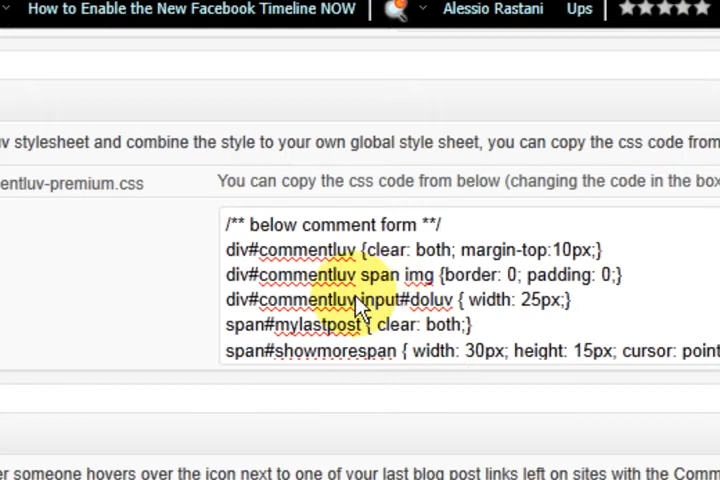 How to Enable the New Facebook Timeline NOW Alessio Rastani Ups
stylesheet and combine the style to your own global style sheet, you can copy the css code from
entluv-premium.css You can copy the css code from below (changing the code in the box
/** below comment form **/
div#commentluv {clear: both; margin-top:10px;}
div#commentluv span img {border: 0; padding: 0;}
div#commentluv input#doluv { width: 25px;}
span#mylastpost { clear: both;}
span#showmorespan { width: 30px; height: 15px; cursor: point
er someone hovers over the icon next to one of your last blog post links left on sites with the Comm